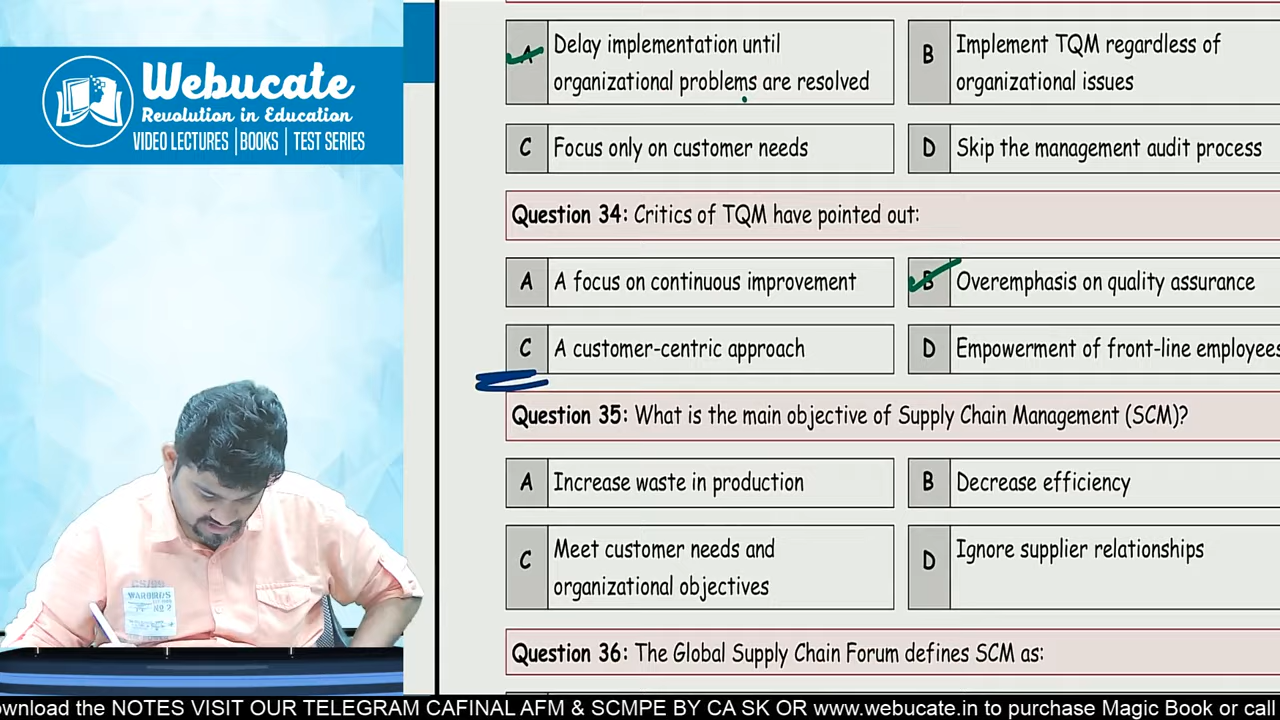 Webucate
Revolution in Education
VIDEO LECTURES | BOOKS | TEST SERIES
A Delay implementation until
organizational problems are resolved
B Implement TQM regardless of
organizational issues
C Focus only on customer needs
D Skip the management audit process
Question 34: Critics of TQM have pointed out:
A A focus on continuous improvement
B Overemphasis on quality assurance
C A customer-centric approach
D Empowerment of front-line employees
Question 35: What is the main objective of Supply Chain Management (SCM)?
A Increase waste in production
B Decrease efficiency
C Meet customer needs and
organizational objectives
D Ignore supplier relationships
Question 36: The Global Supply Chain Forum defines SCM as:
WARBIRDS
Nº 2
ownload the NOTES VISIT OUR TELEGRAM CAFINAL AFM & SCMPE BY CA SK OR www.webucate.in to purchase Magic Book or call